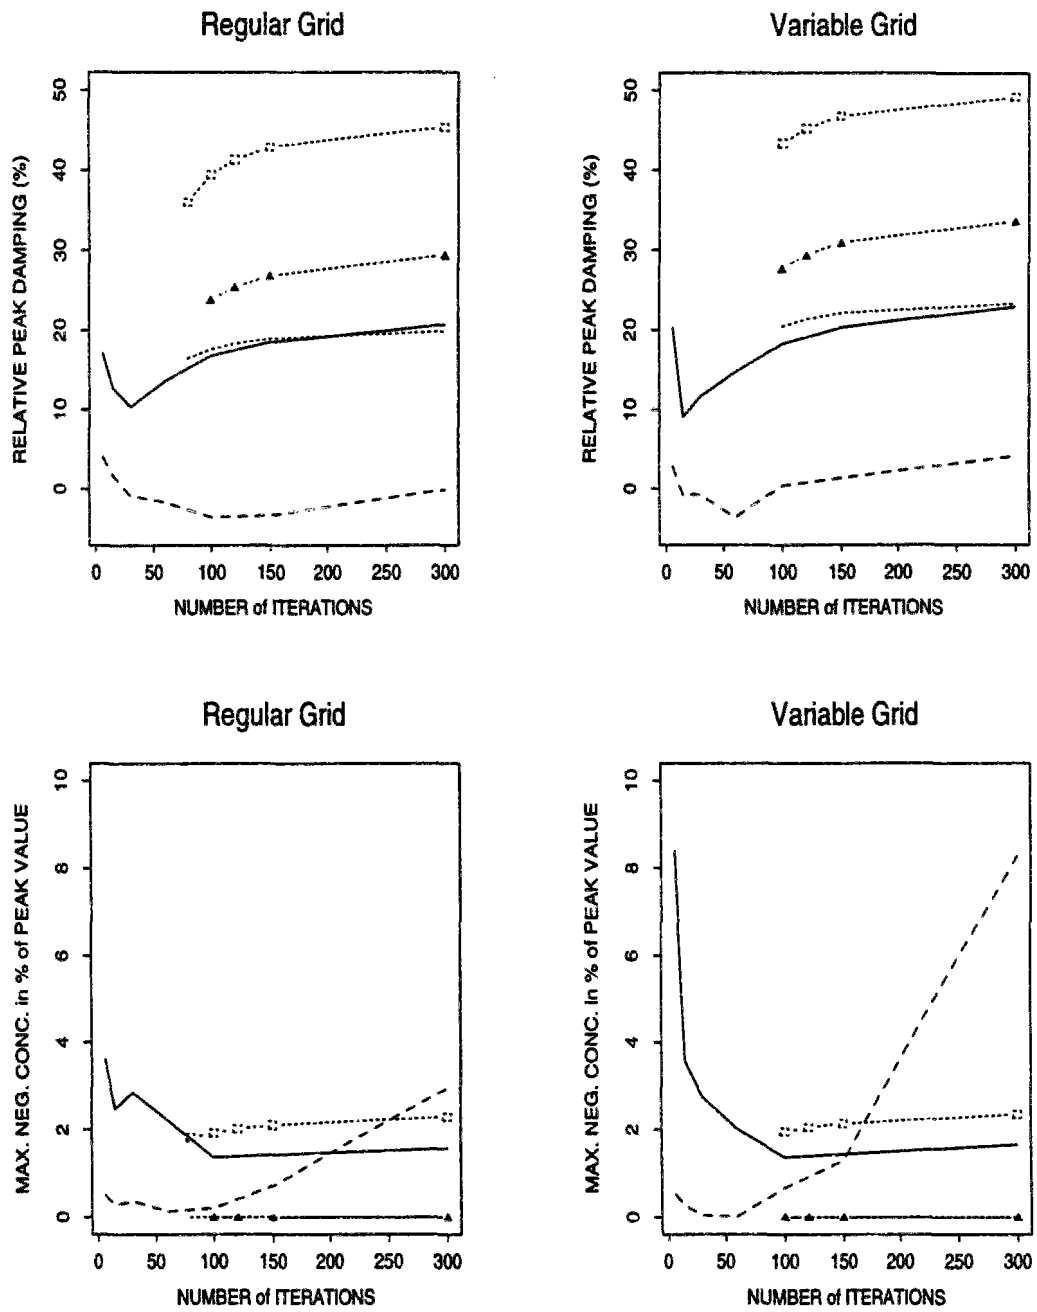 Regular Grid
Variable Grid
RELATIVE PEAK DAMPING (%)
50
40
30
20
10
0
0 50 100 150 200 250 300
NUMBER of ITERATIONS
RELATIVE PEAK DAMPING (%)
50
40
30
20
10
0
0 50 100 150 200 250 300
NUMBER of ITERATIONS
Regular Grid
Variable Grid
MAX. NEG. CONC. in % of PEAK VALUE
10
8
6
4
2
0
0 50 100 150 200 250 300
NUMBER of ITERATIONS
MAX. NEG. CONC. in % of PEAK VALUE
10
8
6
4
2
0
0 50 100 150 200 250 300
NUMBER of ITERATIONS